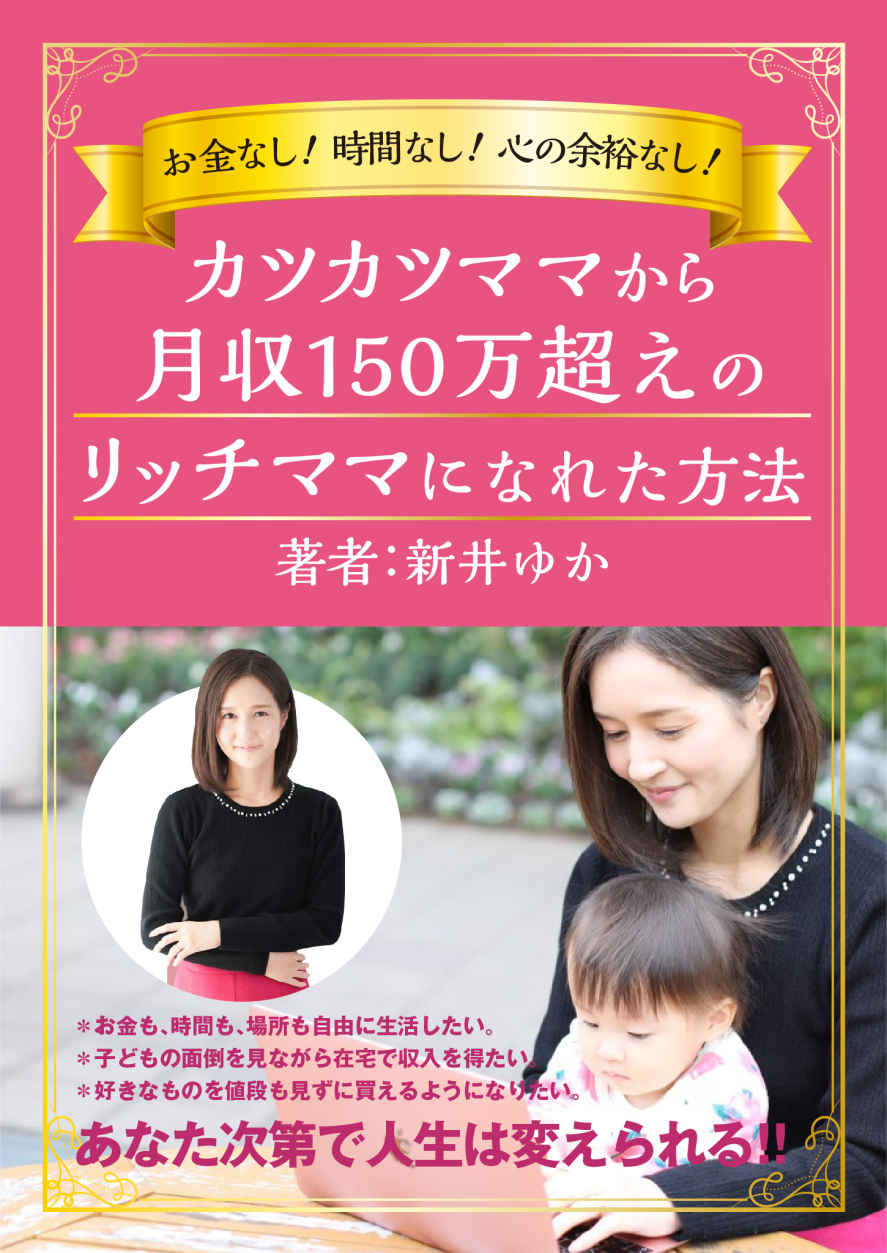 お金なし！時間なし！心の余裕なし！
カツカツママから
月収150万超えの
リッチママになれた方法
著者：新井ゆか
＊お金も、時間も、場所も自由に生活したい。
＊子どもの面倒を見ながら在宅で収入を得たい。
＊好きなものを値段も見ずに買えるようになりたい。
あなた次第で人生は変えられる!!